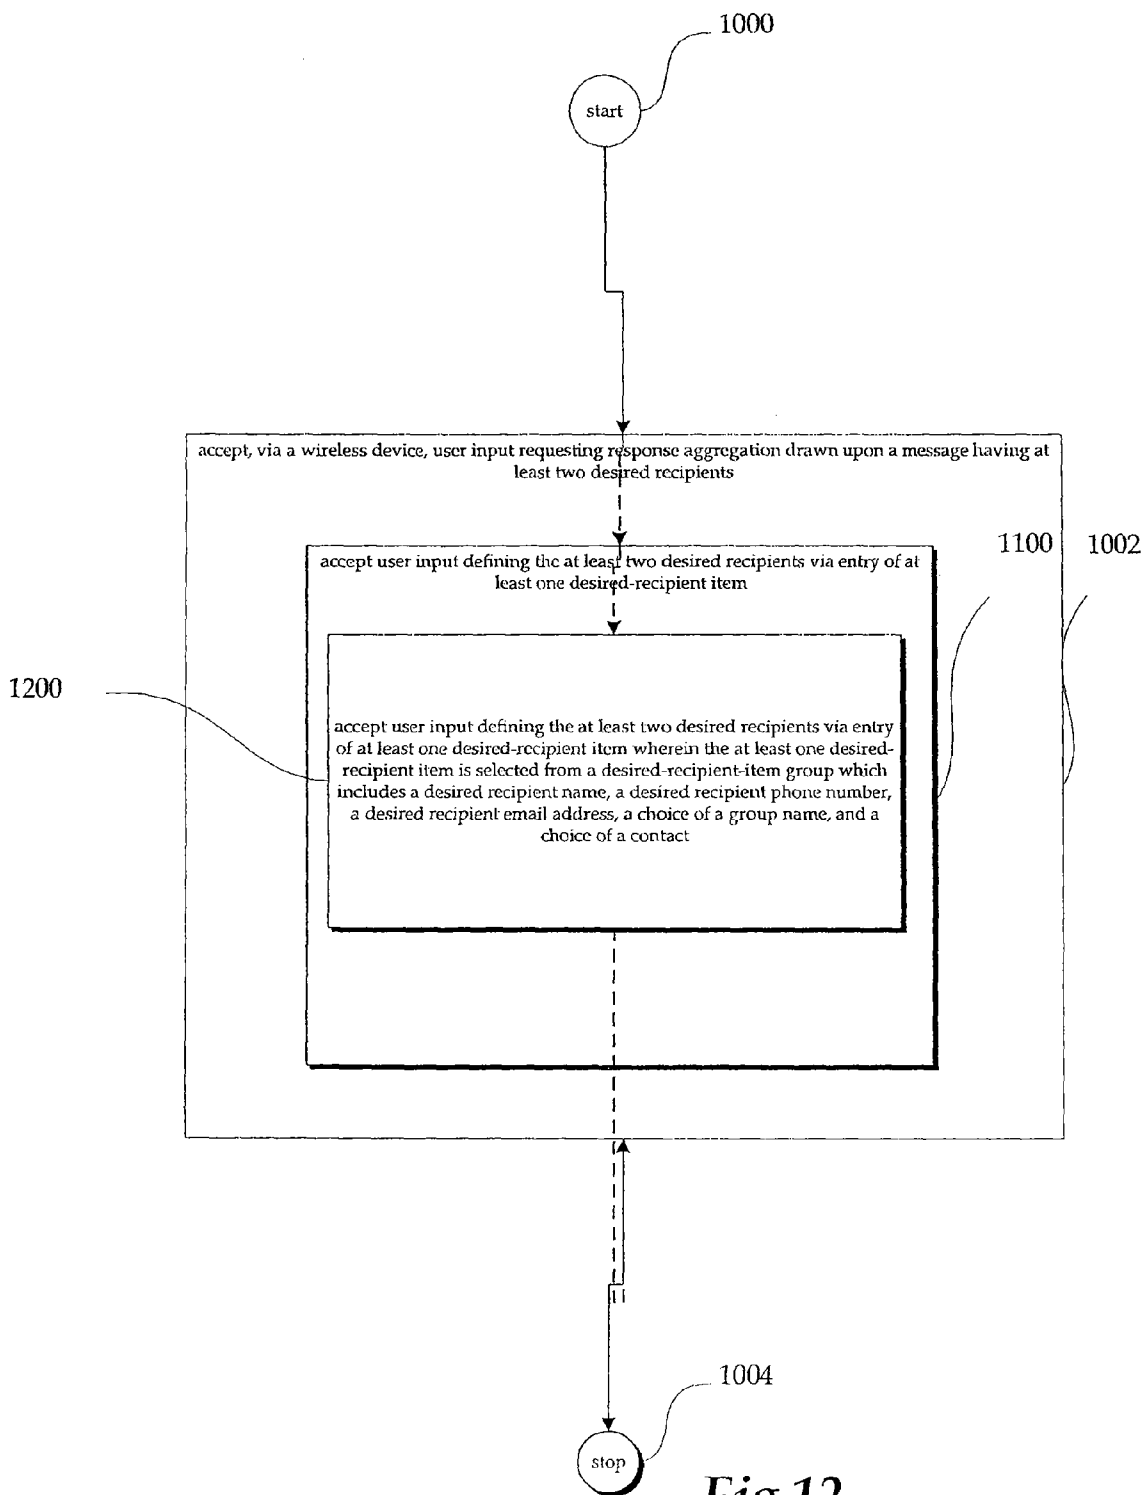 1000
start
accept, via a wireless device, user input requesting response aggregation drawn upon a message having at
least two desired recipients
1100
1002
accept user input defining the at least two desired recipients via entry of at
least one desired-recipient item
1200
accept user input defining the at least two desired recipients via entry
of at least one desired-recipient item wherein the at least one desired-
recipient item is selected from a desired-recipient-item group which
includes a desired recipient name, a desired recipient phone number,
a desired recipient email address, a choice of a group name, and a
choice of a contact
1004
stop
Fig 12